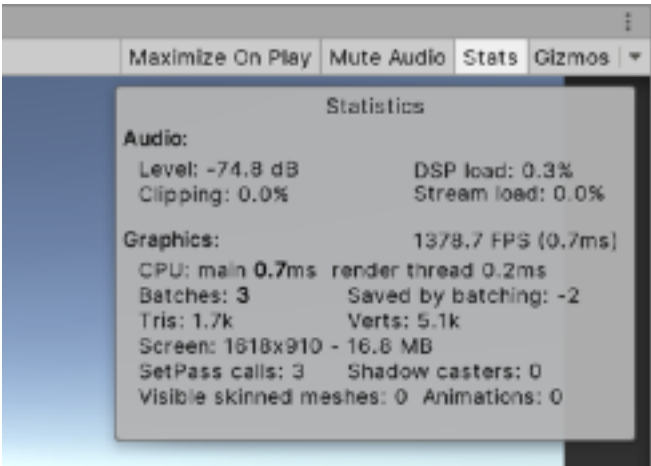 Maximize On Play Mute Audio Stats Gizmos
Statistics
Audio:
Level: -74.8 dB DSP load: 0.3%
Clipping: 0.0% Stream load: 0.0%
Graphics: 1378.7 FPS (0.7ms)
CPU: main 0.7ms render thread 0.2ms
Batches: 3 Saved by batching: -2
Tris: 1.7k Verts: 5.1k
Screen: 1618x910 - 16.8 MB
SetPass calls: 3 Shadow casters: 0
Visible skinned meshes: 0 Animations: 0